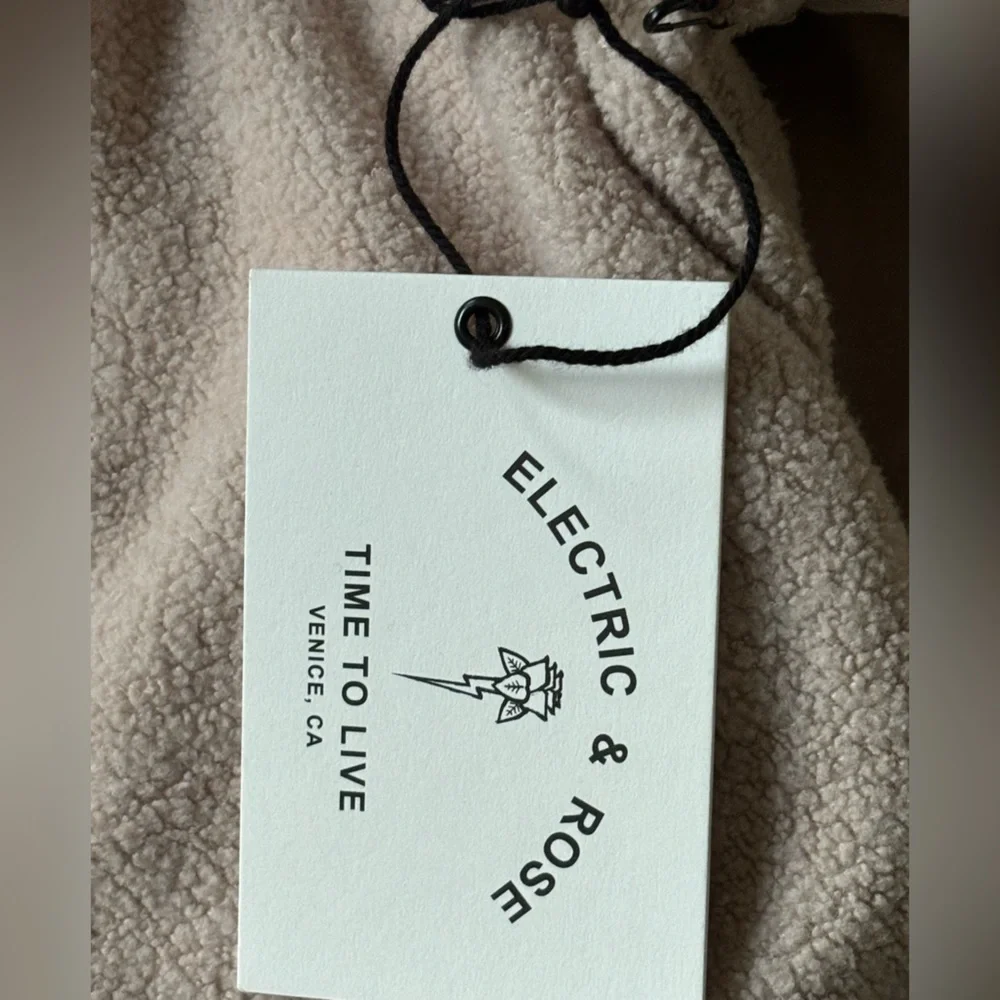 ELECTRIC & ROSE
TIME TO LIVE
VENICE, CA